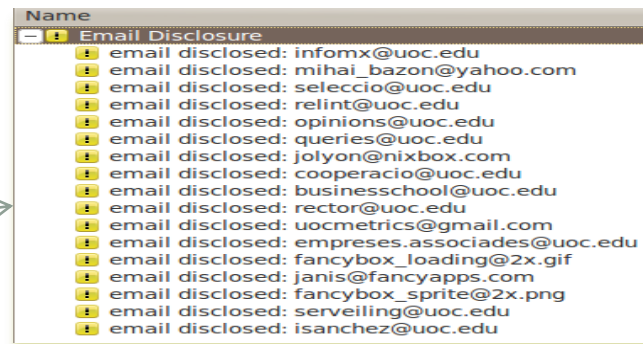 Name
Email Disclosure
email disclosed: infomx@uoc.edu
email disclosed: mihai_bazon@yahoo.com
email disclosed: seleccio@uoc.edu
email disclosed: relint@uoc.edu
email disclosed: opinions@uoc.edu
email disclosed: queries@uoc.edu
email disclosed: jolyon@nixbox.com
email disclosed: cooperacio@uoc.edu
email disclosed: businesschool@uoc.edu
email disclosed: rector@uoc.edu
email disclosed: uocmetrics@gmail.com
email disclosed: empreses.associades@uoc.edu
email disclosed: fancybox_loading@2x.gif
email disclosed: janis@fancyapps.com
email disclosed: fancybox_sprite@2x.png
email disclosed: serveiling@uoc.edu
email disclosed: isanchez@uoc.edu